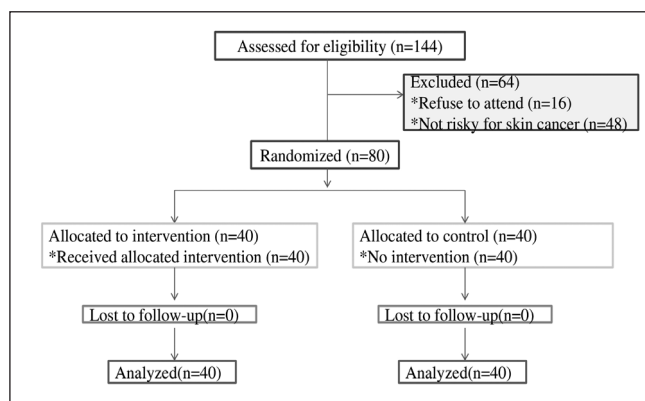 Assessed for eligibility (n=144)
Excluded (n=64)
*Refuse to attend (n=16)
*Not risky for skin cancer (n=48)
Randomized (n=80)
Allocated to intervention (n=40)
*Received allocated intervention (n=40)
Allocated to control (n=40)
*No intervention (n=40)
Lost to follow-up(n=0)
Lost to follow-up(n=0)
Analyzed(n=40)
Analyzed(n=40)